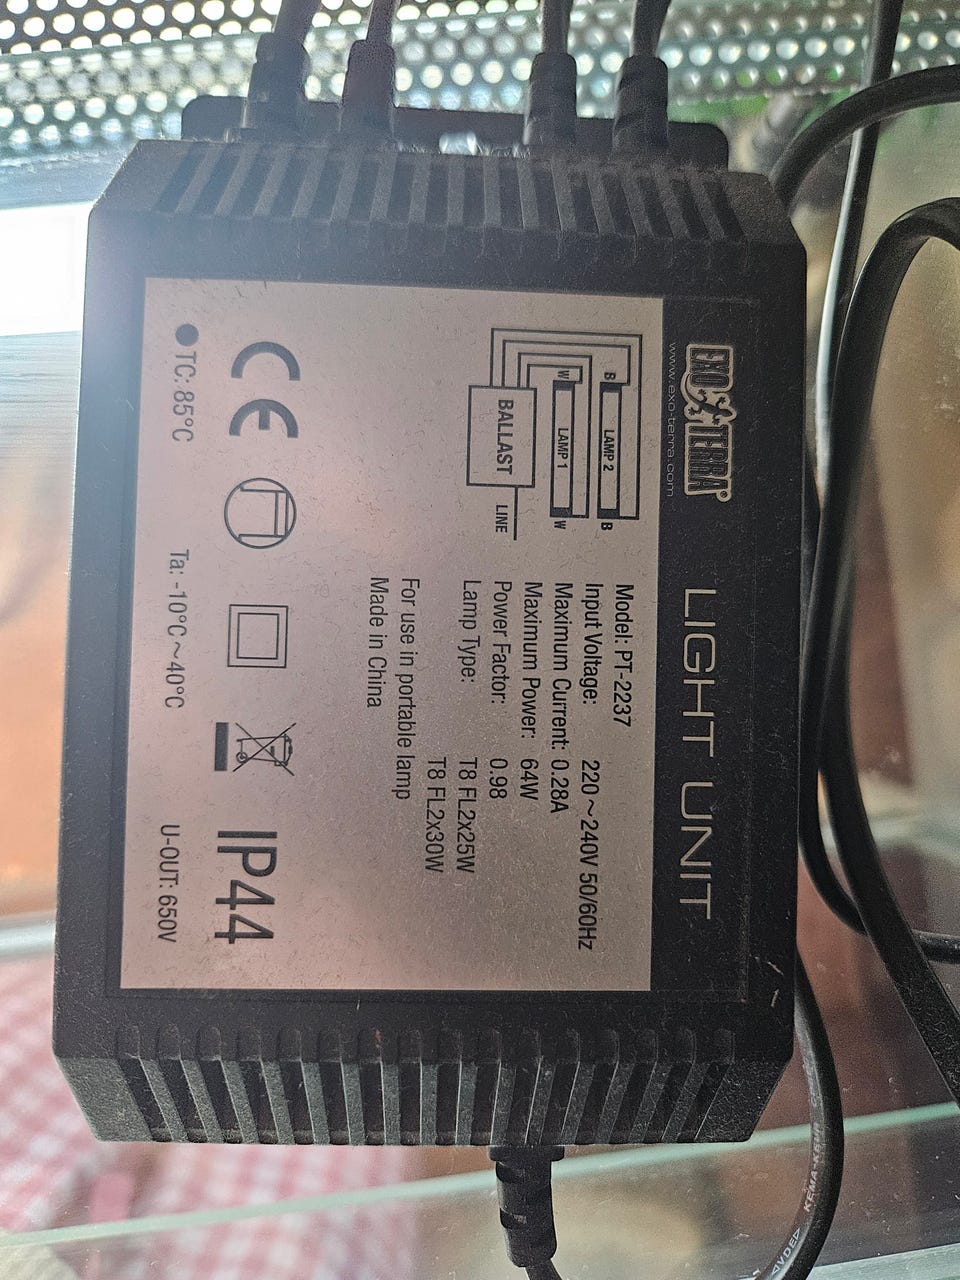 EXO TERRA®
www.exo-terra.com
LIGHT UNIT
B LAMP 2 B
W LAMP 1 W
BALLAST
LINE
Model: PT-2237
Input Voltage: 220~240V 50/60Hz
Maximum Current: 0.28A
Maximum Power: 64W
Power Factor: 0.98
Lamp Type: T8 FL2x25W
T8 FL2x30W
For use in portable lamp
Made in China
CE
IP44
TC: 85°C
Ta: -10°C~40°C
U-OUT: 650V